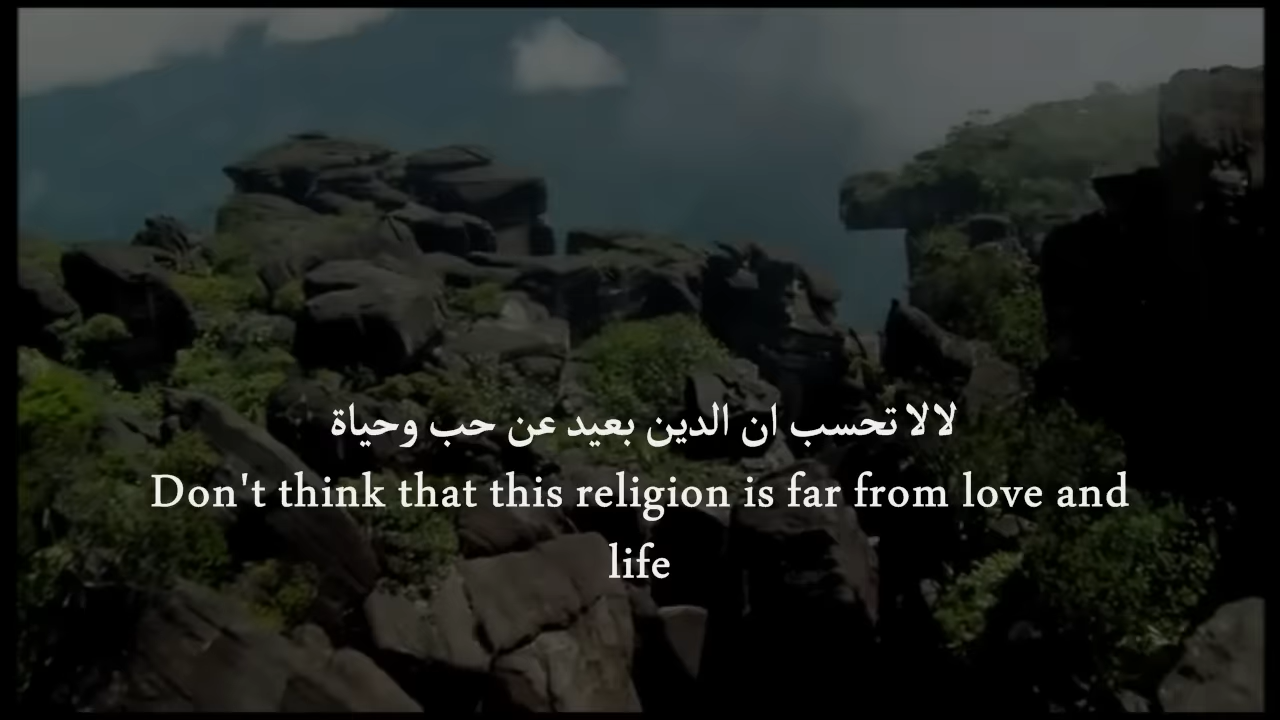 لالا تحسب ان الدين بعيد عن حب وحياة
Don't think that this religion is far from love and
life